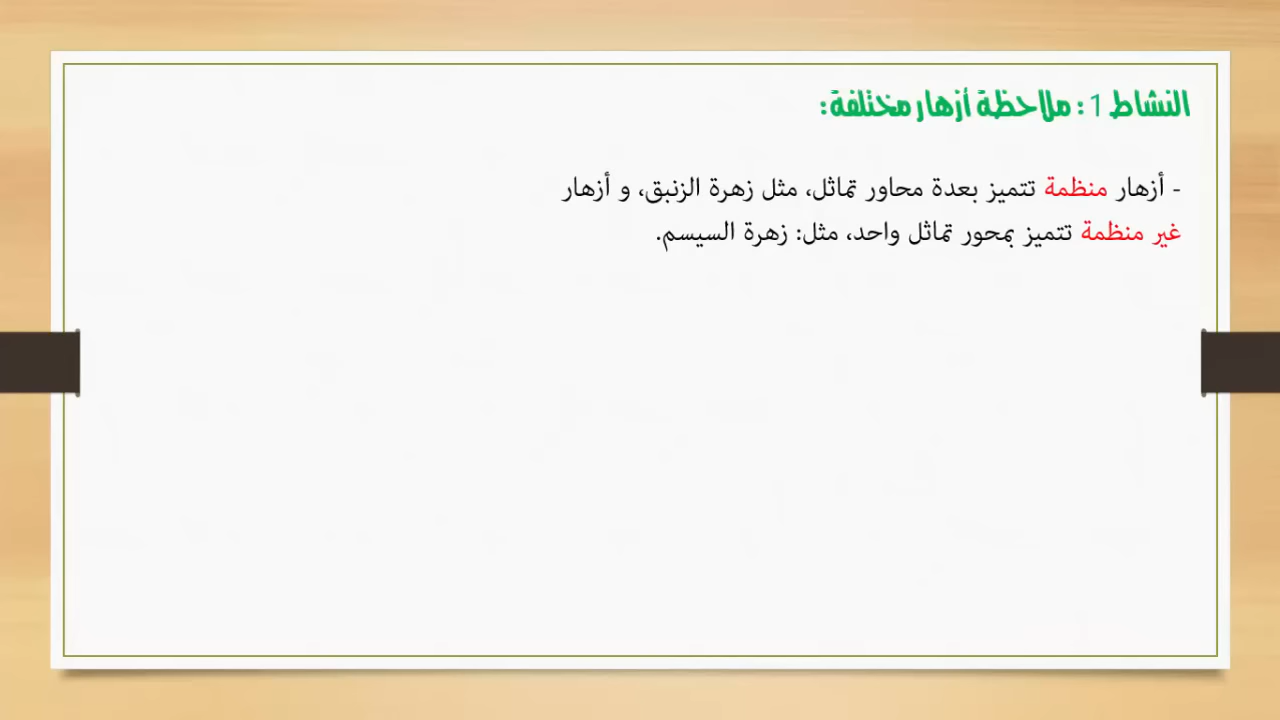 النشاط 1 : ملاحظة أزهار مختلفة:
- أزهار منظمة تتميز بعدة محاور تماثل، مثل زهرة الزنبق، و أزهار
غير منظمة تتميز بمحور تماثل واحد، مثل: زهرة السيسم.